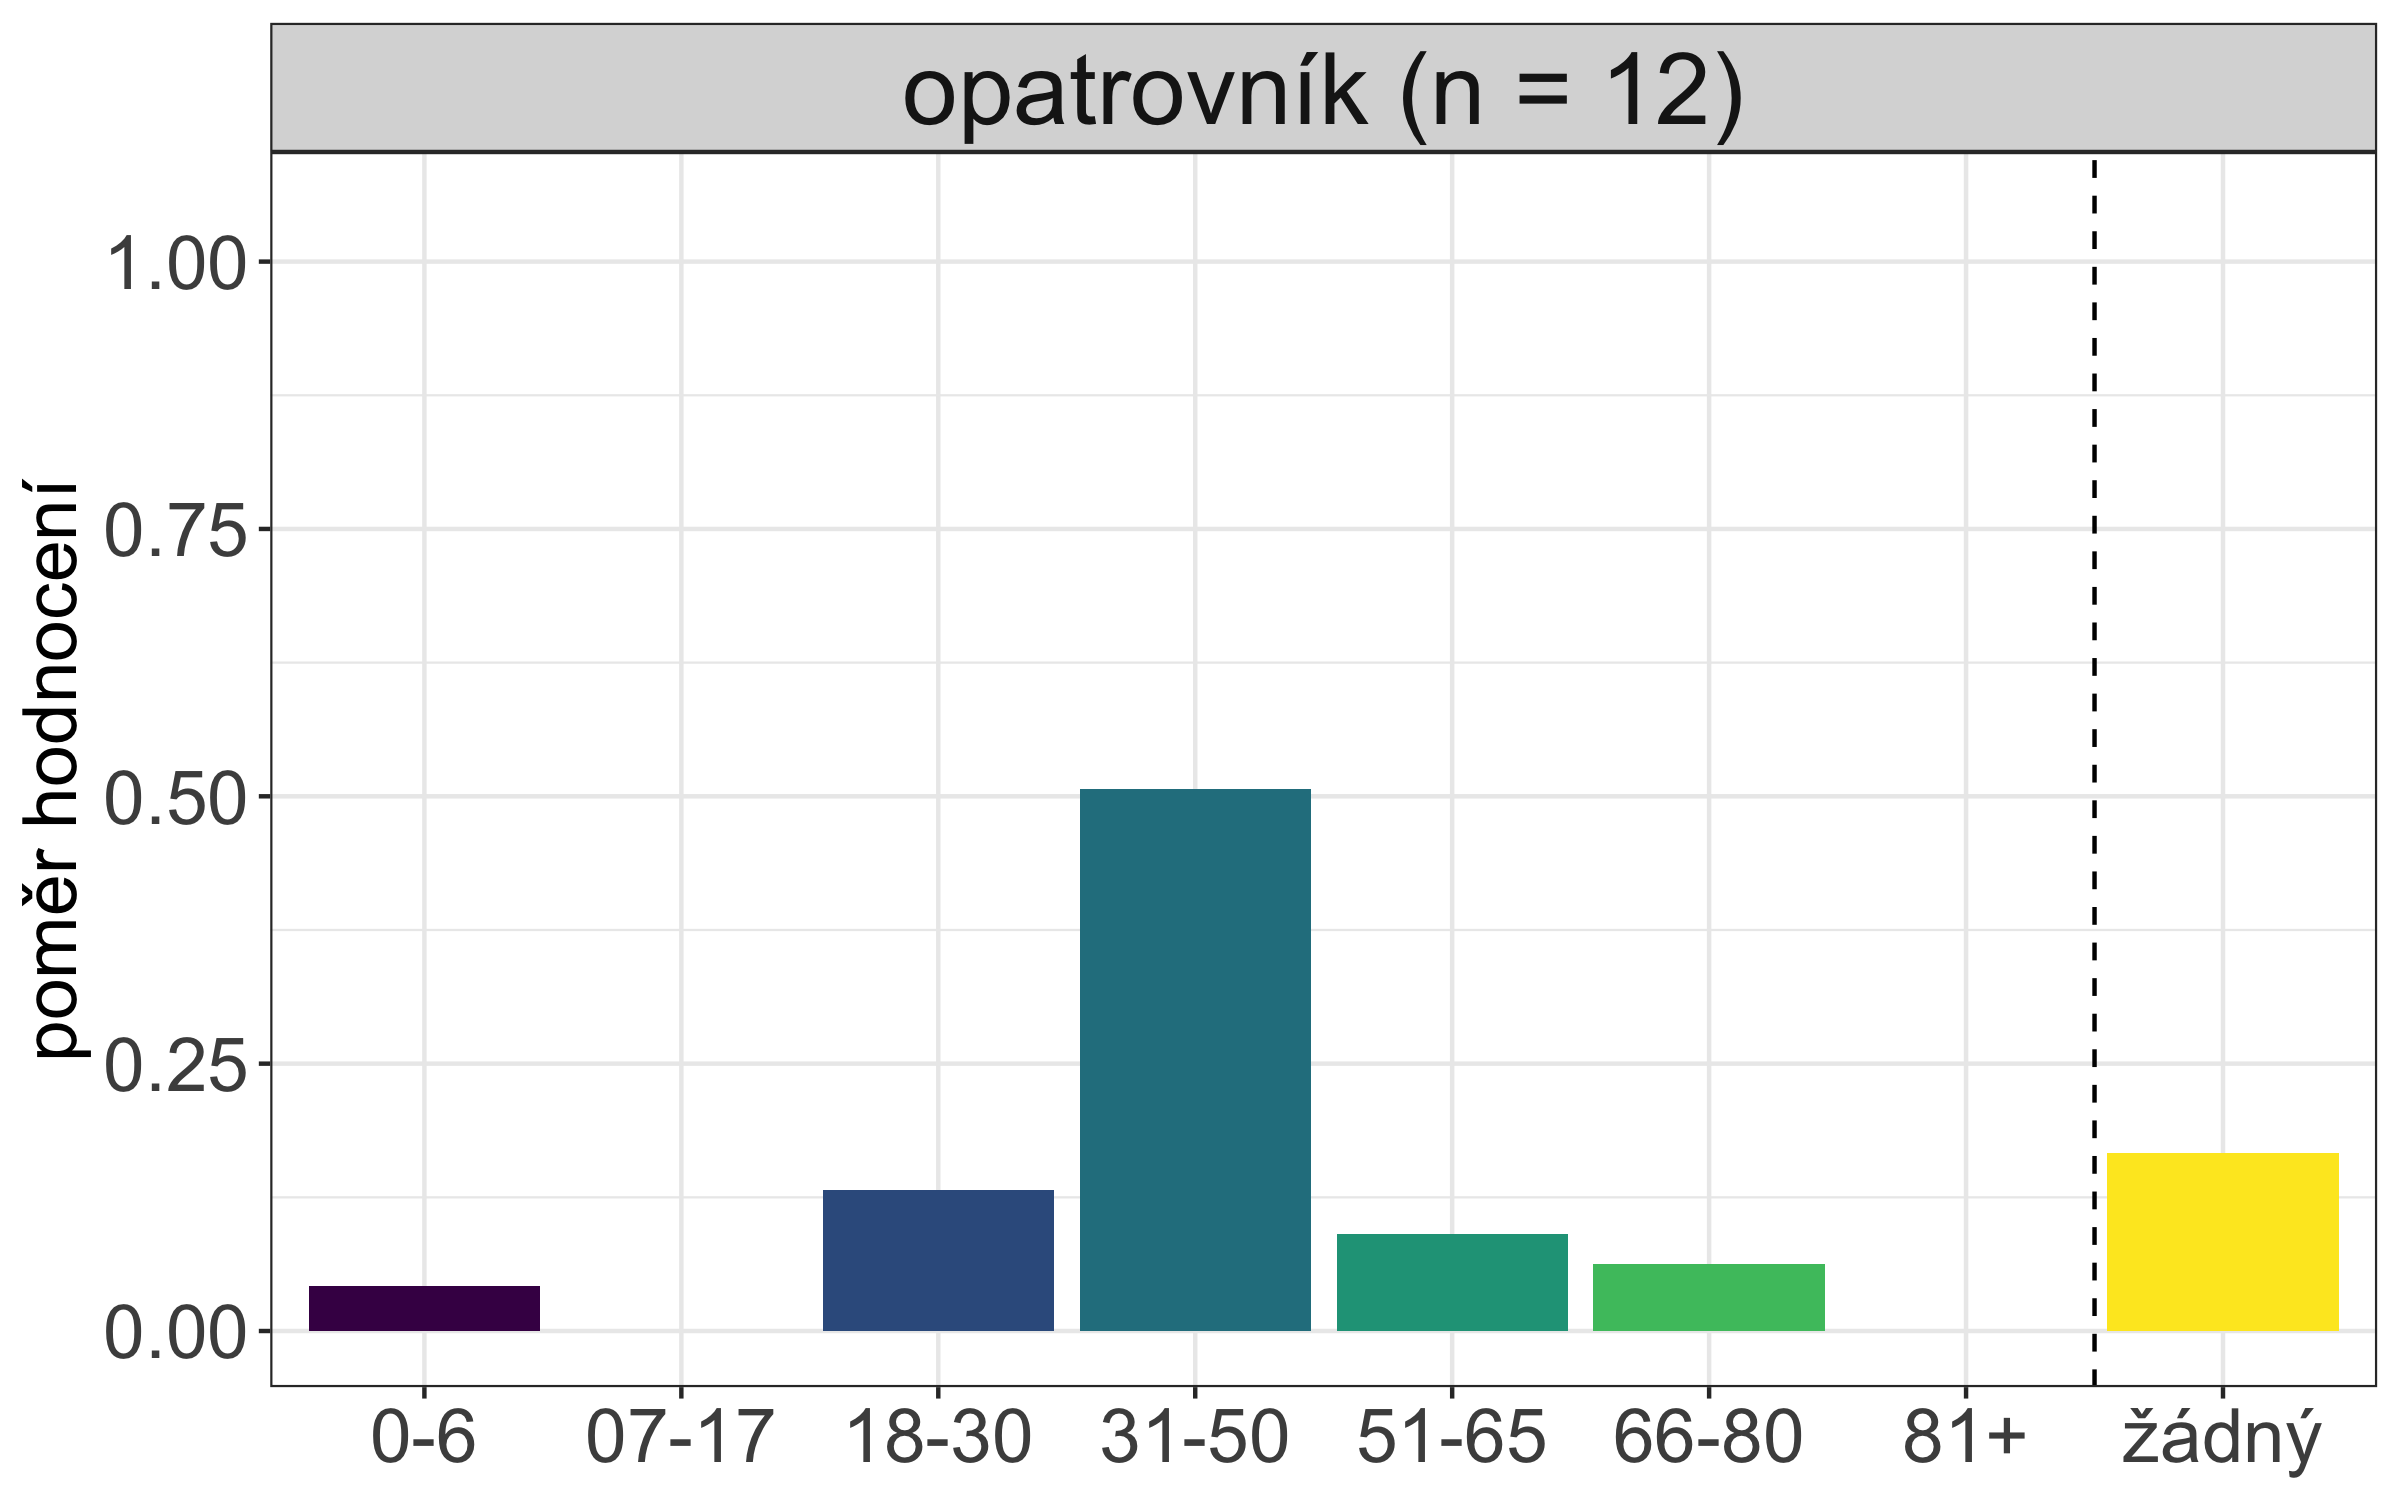 opatrovník (n = 12)
poměr hodnocení
1.00
0.75
0.50
0.25
0.00
0-6 07-17 18-30 31-50 51-65 66-80 81+ žádný